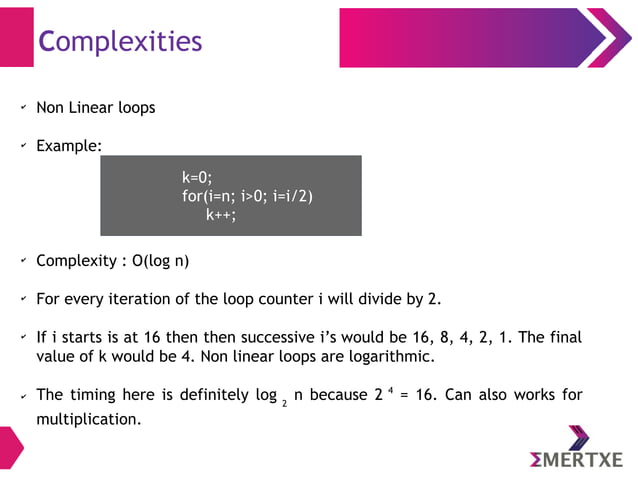 Complexities
✔ Non Linear loops
✔ Example:
k=0;
for(i=n; i>0; i=i/2)
k++;
✔ Complexity : O(log n)
✔ For every iteration of the loop counter i will divide by 2.
✔ If i starts is at 16 then then successive i’s would be 16, 8, 4, 2, 1. The final
value of k would be 4. Non linear loops are logarithmic.
✔ The timing here is definitely log 2 n because 2 4 = 16. Can also works for
multiplication.
ΣMERTXE